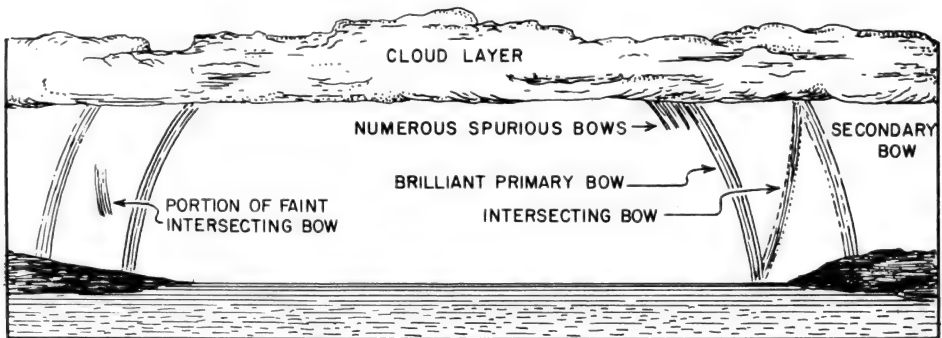 CLOUD LAYER
NUMEROUS SPURIOUS BOWS
SECONDARY
BOW
BRILLIANT PRIMARY BOW
PORTION OF FAINT
INTERSECTING BOW
INTERSECTING BOW